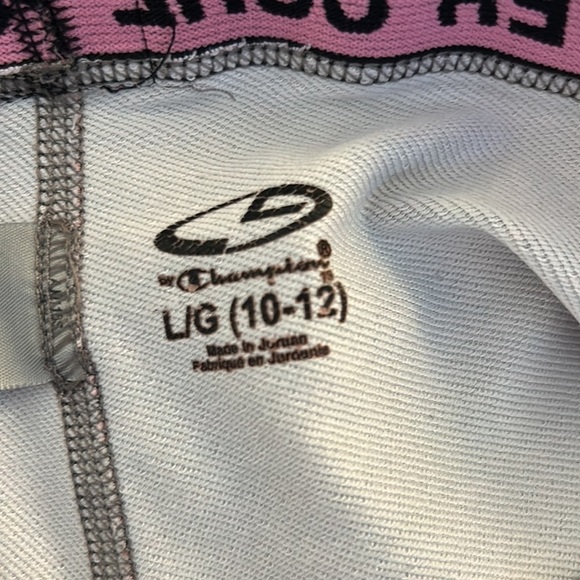 by Champion®
L/G (10-12)
Made in Jordan
Fabriqué en Jordanie